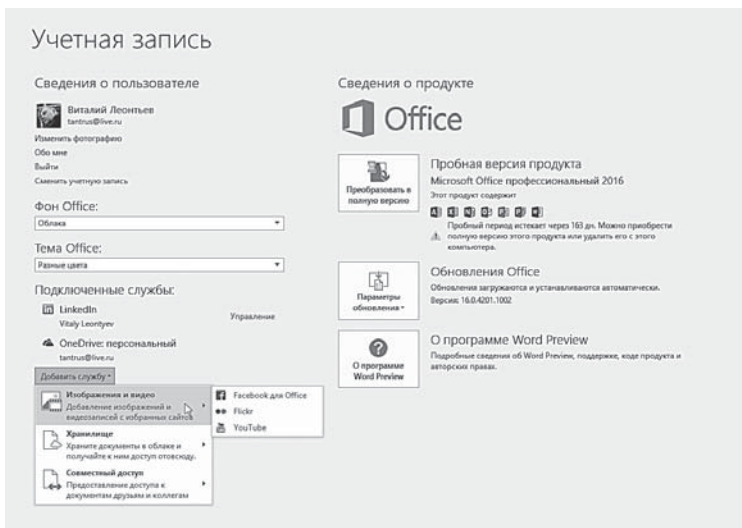 Учетная запись
Сведения о пользователе
Виталий Леонтьев
tantrus@live.ru
Изменить фотографию
Обо мне
Выйти
Сменить учетную запись
Фон Office:
Облака
Тема Office:
Разные цвета
Подключенные службы:
LinkedIn
Vitaly Leontyev
Управление
OneDrive: персональный
tantrus@live.ru
Добавить службу
Изображения и видео
Добавление изображений и
видеозаписей с избранных сайтов
Facebook для Office
Flickr
YouTube
Хранилище
Храните документы в облаке и
получайте к ним доступ отовсюду.
Совместный доступ
Предоставление доступа к
документам друзьям и коллегам
Сведения о продукте
Office
Преобразовать в
полную версию
Пробная версия продукта
Microsoft Office профессиональный 2016
Этот продукт содержит
Пробный период истекает через 163 дн. Можно приобрести
полную версию этого продукта или удалить его с этого
компьютера.
Параметры
обновления
Обновления Office
Обновления загружаются и устанавливаются автоматически.
Версия: 16.0.4201.1002
О программе
Word Preview
О программе Word Preview
Подробные сведения об Word Preview, поддержке, коде продукта и
авторских правах.